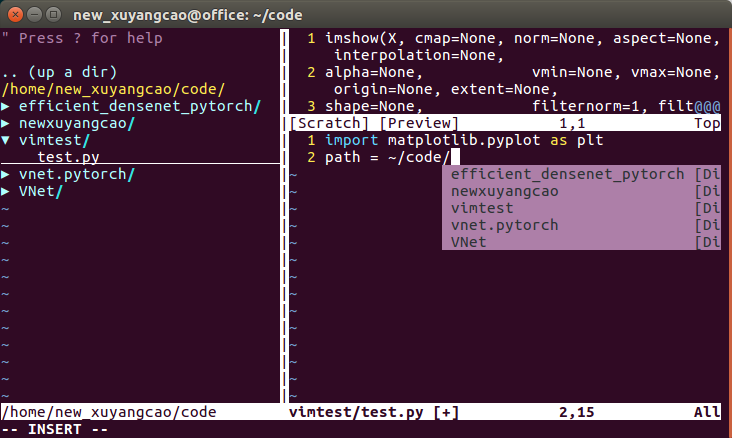 new_xuyangcao@office: ~/code
" Press ? for help
.. (up a dir)
/home/new_xuyangcao/code/
▶ efficient_densenet_pytorch/
▶ newxuyangcao/
▼ vimtest/
test.py
▶ vnet.pytorch/
▶ VNet/
~
~
~
~
~
~
~
~
~
~
~
~
/home/new_xuyangcao/code
1 imshow(X, cmap=None, norm=None, aspect=None,
interpolation=None,
2 alpha=None, vmin=None, vmax=None,
origin=None, extent=None,
3 shape=None, filternorm=1, filt@@@
[Scratch] [Preview] 1,1 Top
1 import matplotlib.pyplot as plt
2 path = ~/code/
~ efficient_densenet_pytorch [Di
~ newxuyangcao [Di
~ vimtest [Di
~ vnet.pytorch [Di
~ VNet [Di
~
~
~
~
~
~
~
~
~
vimtest/test.py [+] 2,15 All
-- INSERT --